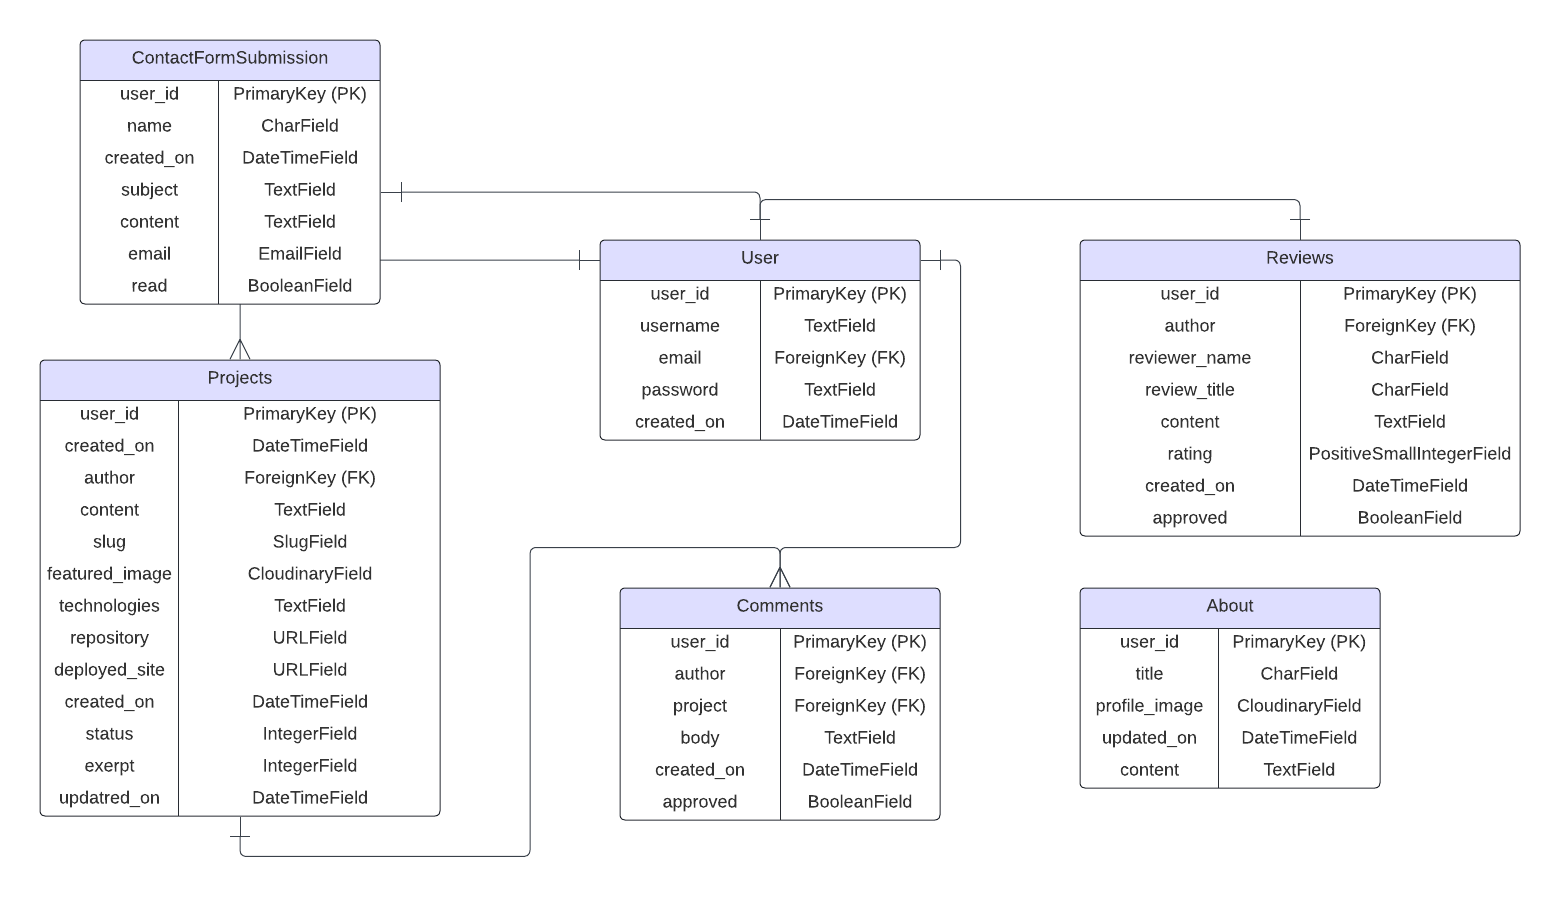 ContactFormSubmission
user_id PrimaryKey (PK)
name CharField
created_on DateTimeField
subject TextField
content TextField
email EmailField
read BooleanField
User
user_id PrimaryKey (PK)
username TextField
email ForeignKey (FK)
password TextField
created_on DateTimeField
Reviews
user_id PrimaryKey (PK)
author ForeignKey (FK)
reviewer_name CharField
review_title CharField
content TextField
rating PositiveSmallIntegerField
created_on DateTimeField
approved BooleanField
Projects
user_id PrimaryKey (PK)
created_on DateTimeField
author ForeignKey (FK)
content TextField
slug SlugField
featured_image CloudinaryField
technologies TextField
repository URLField
deployed_site URLField
created_on DateTimeField
status IntegerField
exerpt IntegerField
updatred_on DateTimeField
Comments
user_id PrimaryKey (PK)
author ForeignKey (FK)
project ForeignKey (FK)
body TextField
created_on DateTimeField
approved BooleanField
About
user_id PrimaryKey (PK)
title CharField
profile_image CloudinaryField
updated_on DateTimeField
content TextField